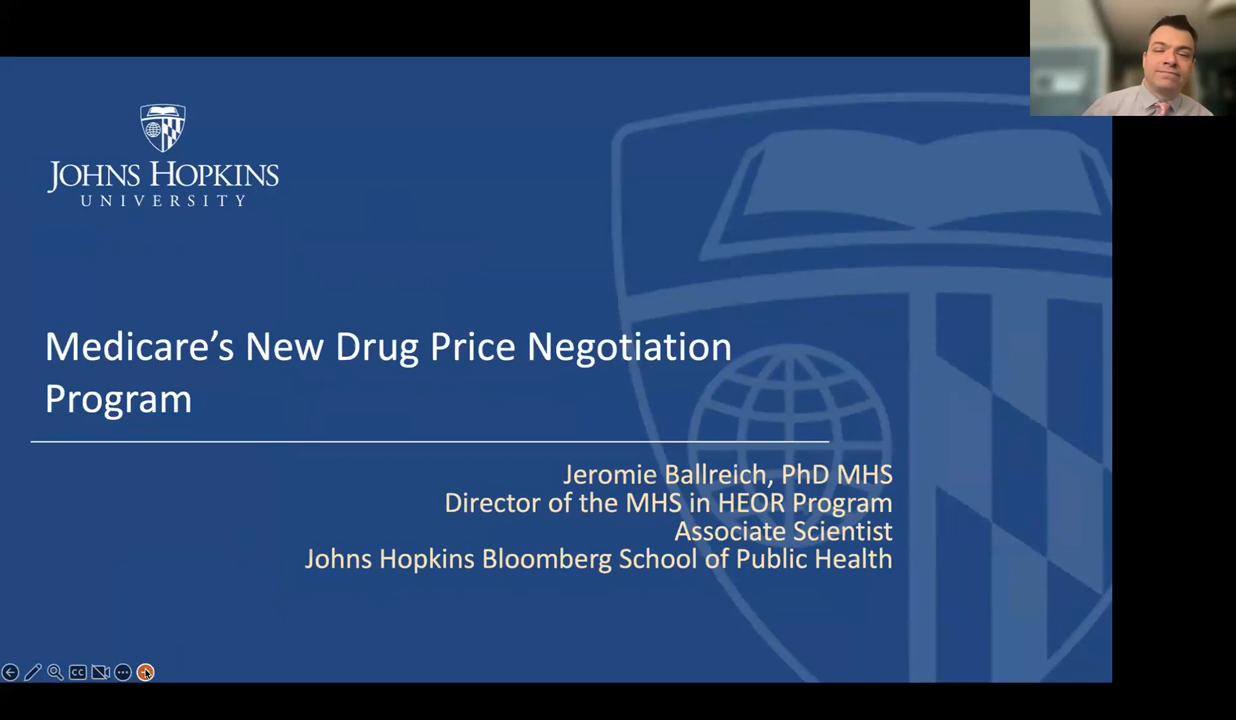 JOHNS HOPKINS
UNIVERSITY
Medicare’s New Drug Price Negotiation
Program
Jeromie Ballreich, PhD MHS
Director of the MHS in HEOR Program
Associate Scientist
Johns Hopkins Bloomberg School of Public Health
CC